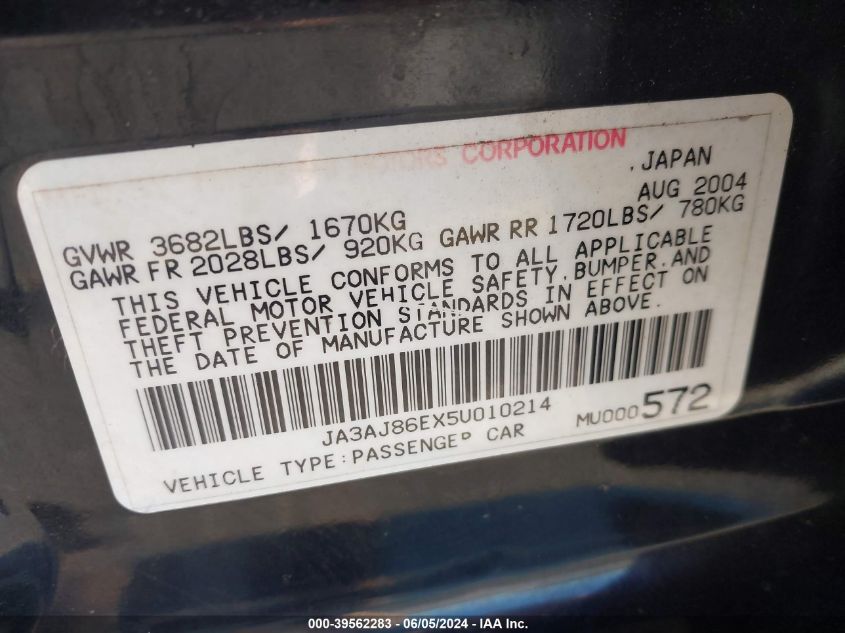 MOTORS CORPORATION
, JAPAN
AUG 2004
GVWR 3682LBS/ 1670KG
GAWR FR 2028LBS/ 920KG GAWR RR 1720LBS/ 780KG
THIS VEHICLE CONFORMS TO ALL APPLICABLE
FEDERAL MOTOR VEHICLE SAFETY, BUMPER, AND
THEFT PREVENTION STANDARDS IN EFFECT ON
THE DATE OF MANUFACTURE SHOWN ABOVE.
JA3AJ86EX5U010214 MU000572
VEHICLE TYPE:PASSENGER CAR
000-39562283 - 06/05/2024 - IAA Inc.